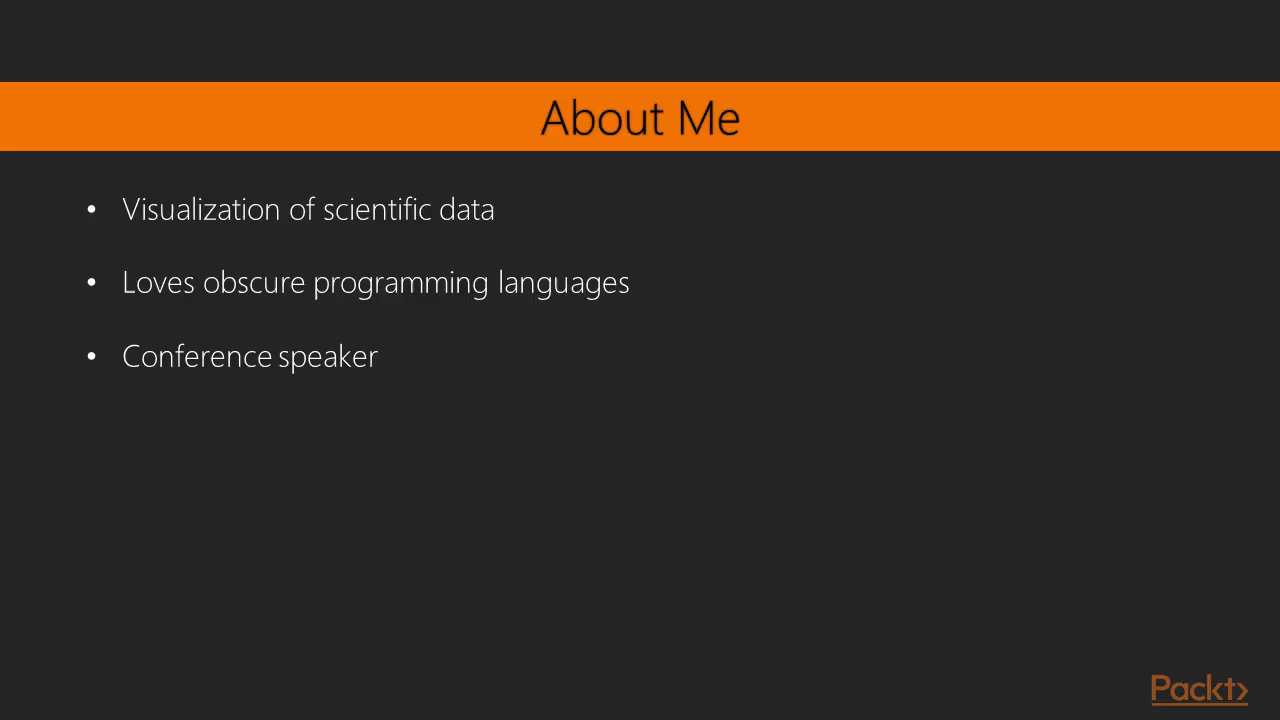 About Me
• Visualization of scientific data
• Loves obscure programming languages
• Conference speaker
Packt>